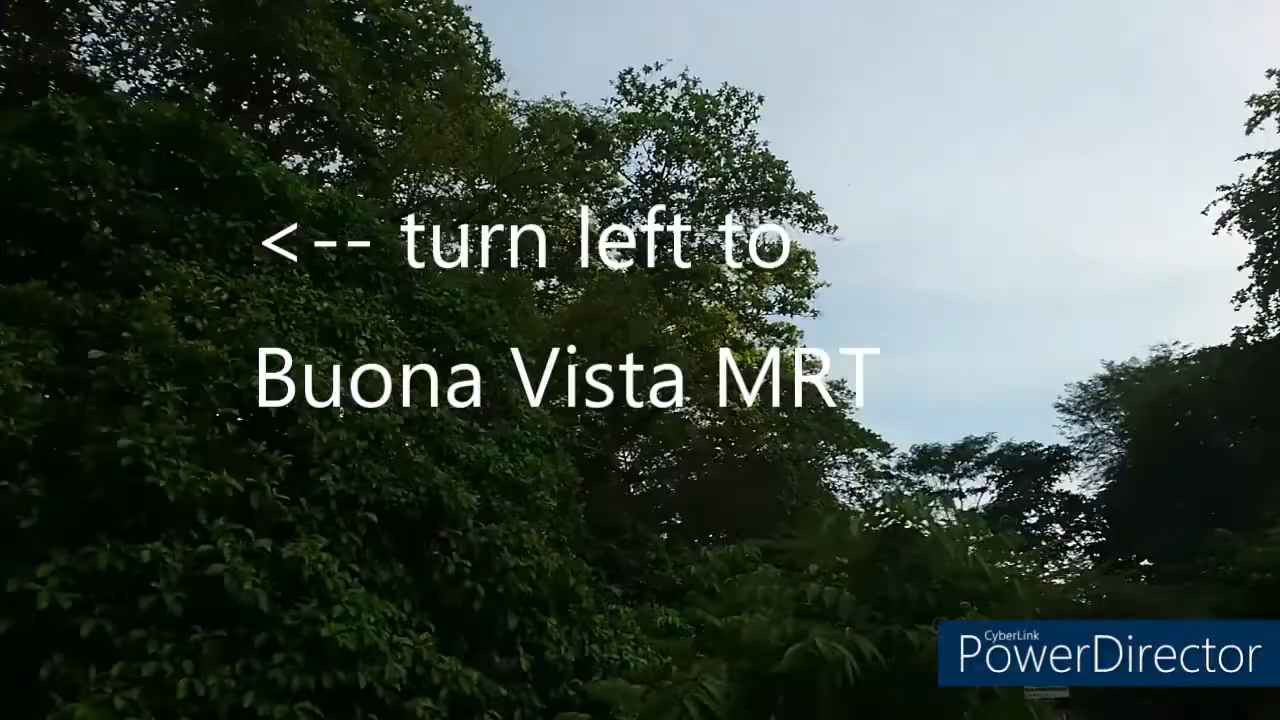 <-- turn left to
Buona Vista MRT
CyberLink
PowerDirector